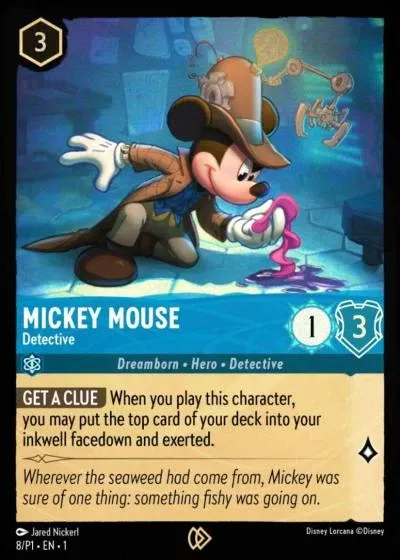 3
MICKEY MOUSE
Detective
1
3
Dreamborn • Hero • Detective
GET A CLUE When you play this character,
you may put the top card of your deck into your
inkwell facedown and exerted.
Wherever the seaweed had come from, Mickey was
sure of one thing: something fishy was going on.
Jared Nickerl
8/P1 • EN • 1
Disney Lorcana ©Disney